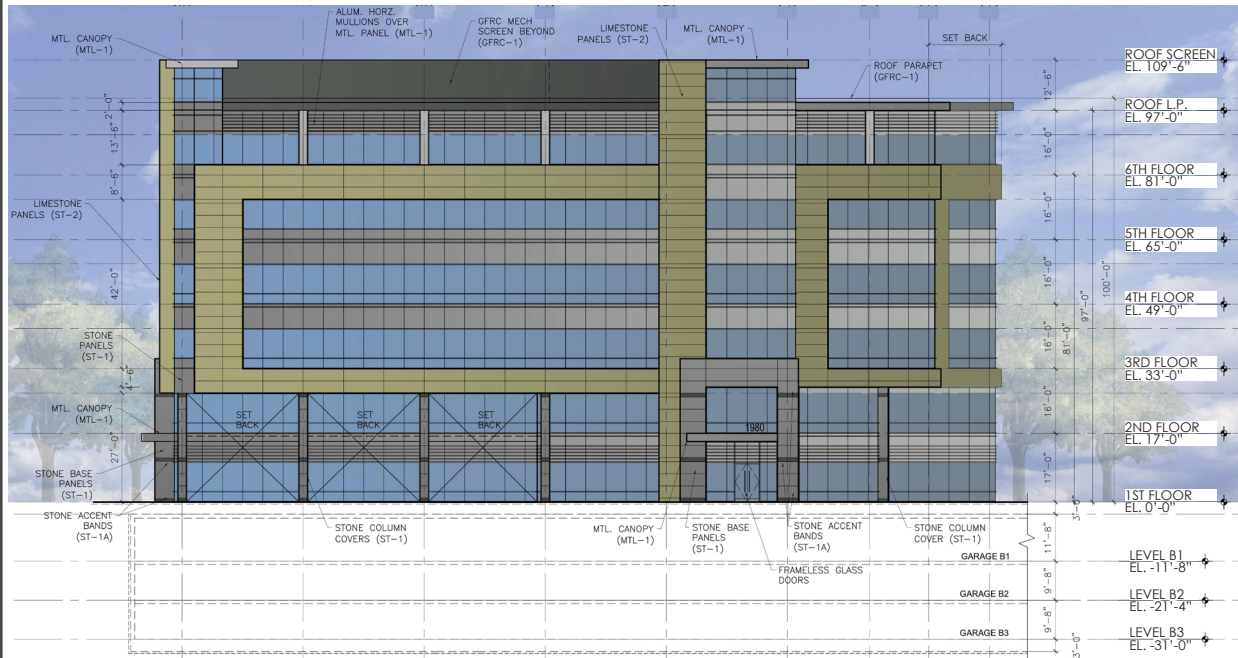 ALUM. HORZ.
MULLIONS OVER
MTL. PANEL (MTL-1)
GFRC MECH
SCREEN BEYOND
(GFRC-1)
LIMESTONE
PANELS (ST-2)
MTL. CANOPY
(MTL-1)
SET BACK
MTL. CANOPY
(MTL-1)
ROOF PARAPET
(GFRC-1)
ROOF SCREEN
EL. 109'-6"
12'-6"
ROOF L.P.
EL. 97'-0"
2'-0"
13'-6"
16'-0"
6TH FLOOR
EL. 81'-0"
8'-6"
LIMESTONE
PANELS (ST-2)
16'-0"
5TH FLOOR
EL. 65'-0"
42'-0"
16'-0"
100'-0"
97'-0"
81'-0"
4TH FLOOR
EL. 49'-0"
STONE
PANELS
(ST-1)
16'-0"
3RD FLOOR
EL. 33'-0"
4'-6"
MTL. CANOPY
(MTL-1)
SET
BACK
SET
BACK
SET
BACK
1980
16'-0"
2ND FLOOR
EL. 17'-0"
27'-0"
STONE BASE
PANELS
(ST-1)
17'-0"
1ST FLOOR
EL. 0'-0"
STONE ACCENT
BANDS
(ST-1A)
STONE COLUMN
COVERS (ST-1)
MTL. CANOPY
(MTL-1)
STONE BASE
PANELS
(ST-1)
STONE ACCENT
BANDS
(ST-1A)
STONE COLUMN
COVER (ST-1)
3'-0"
11'-8"
FRAMELESS GLASS
DOORS
GARAGE B1
LEVEL B1
EL. -11'-8"
9'-8"
GARAGE B2
LEVEL B2
EL. -21'-4"
9'-8"
GARAGE B3
LEVEL B3
EL. -31'-0"
3'-0"